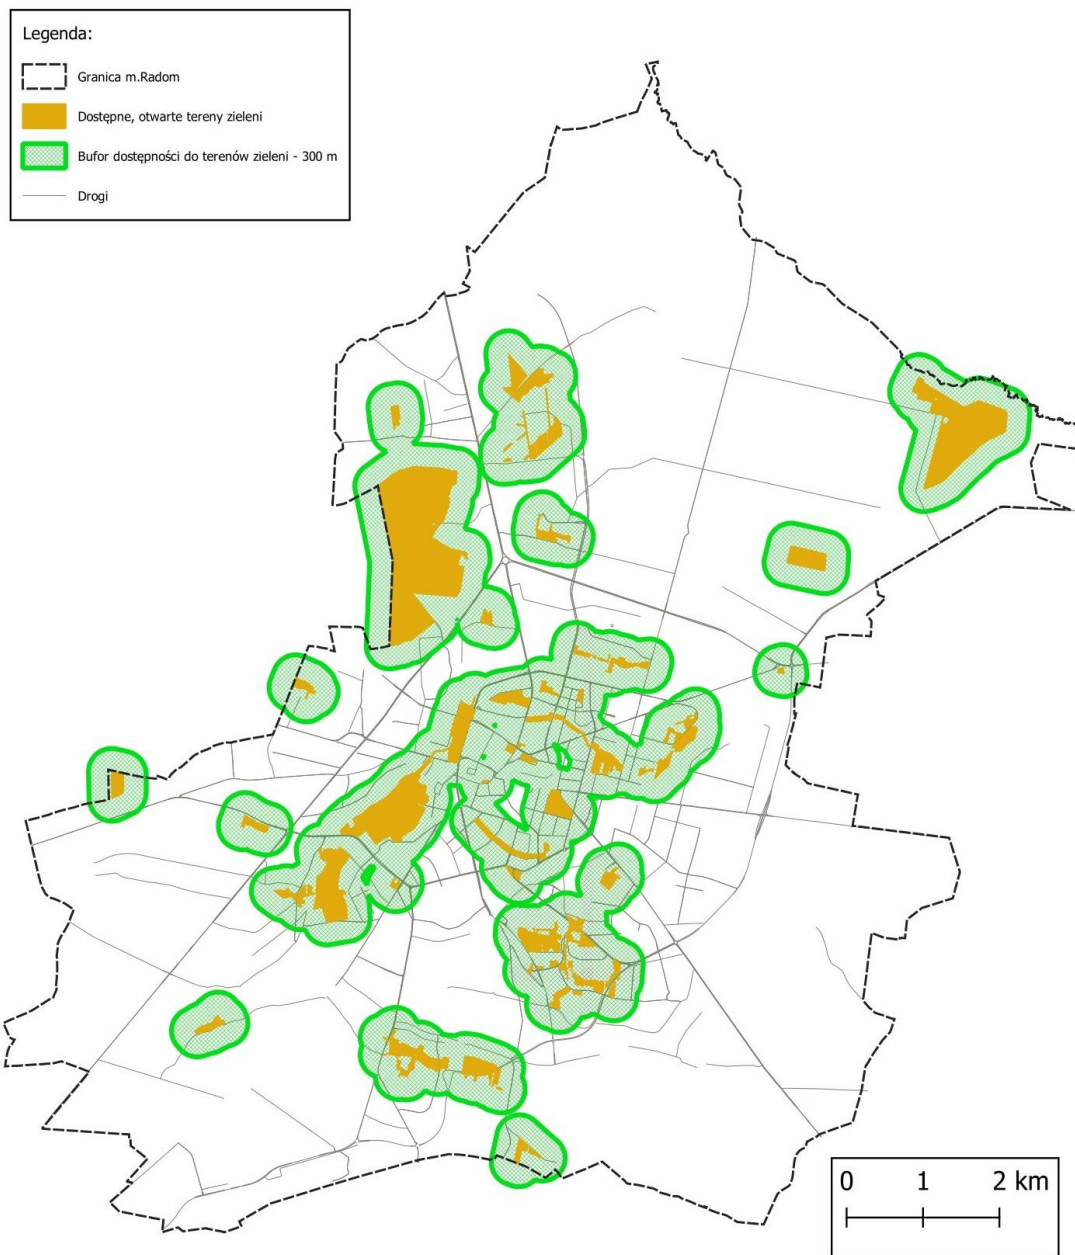 Legenda:
Granica m.Radom
Dostępne, otwarte tereny zieleni
Bufor dostępności do terenów zieleni - 300 m
Drogi
0 1 2 km